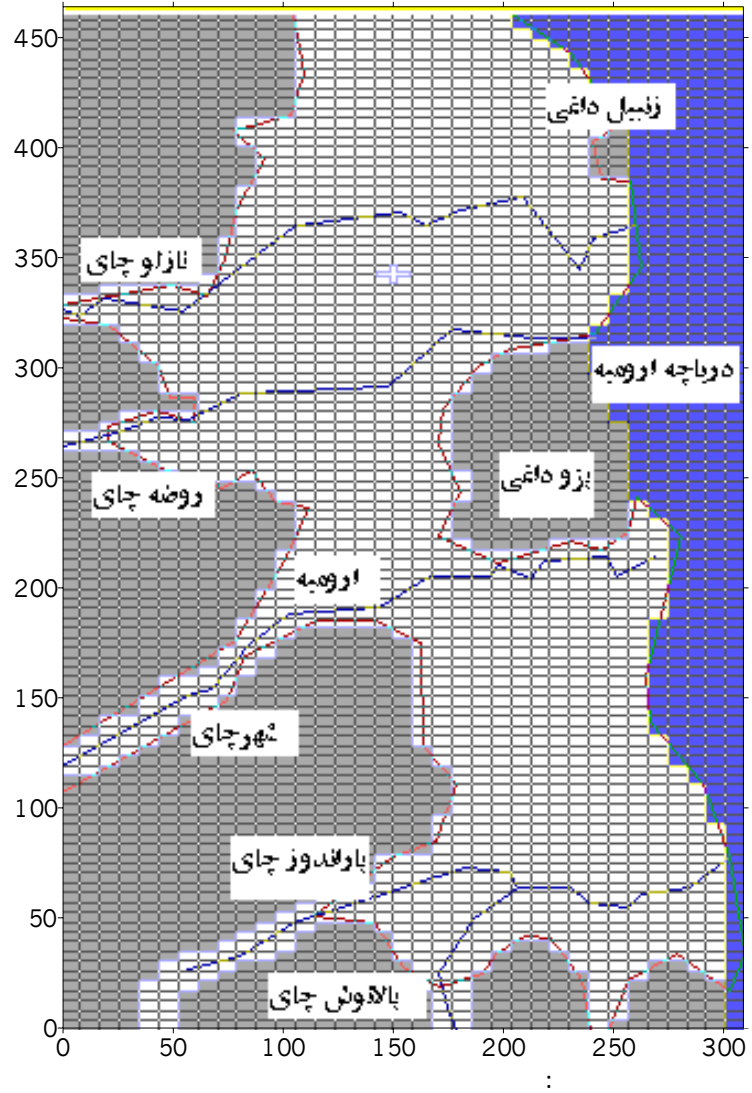 450
زنبیل داغی
400
350
نازلو چای
300
دریاچه ارومیه
250
بزو داغی
روضه چای
200
ارومیه
150
شهرچای
100
باراندوز چای
50
بالانوش چای
0
0 50 100 150 200 250 300
: